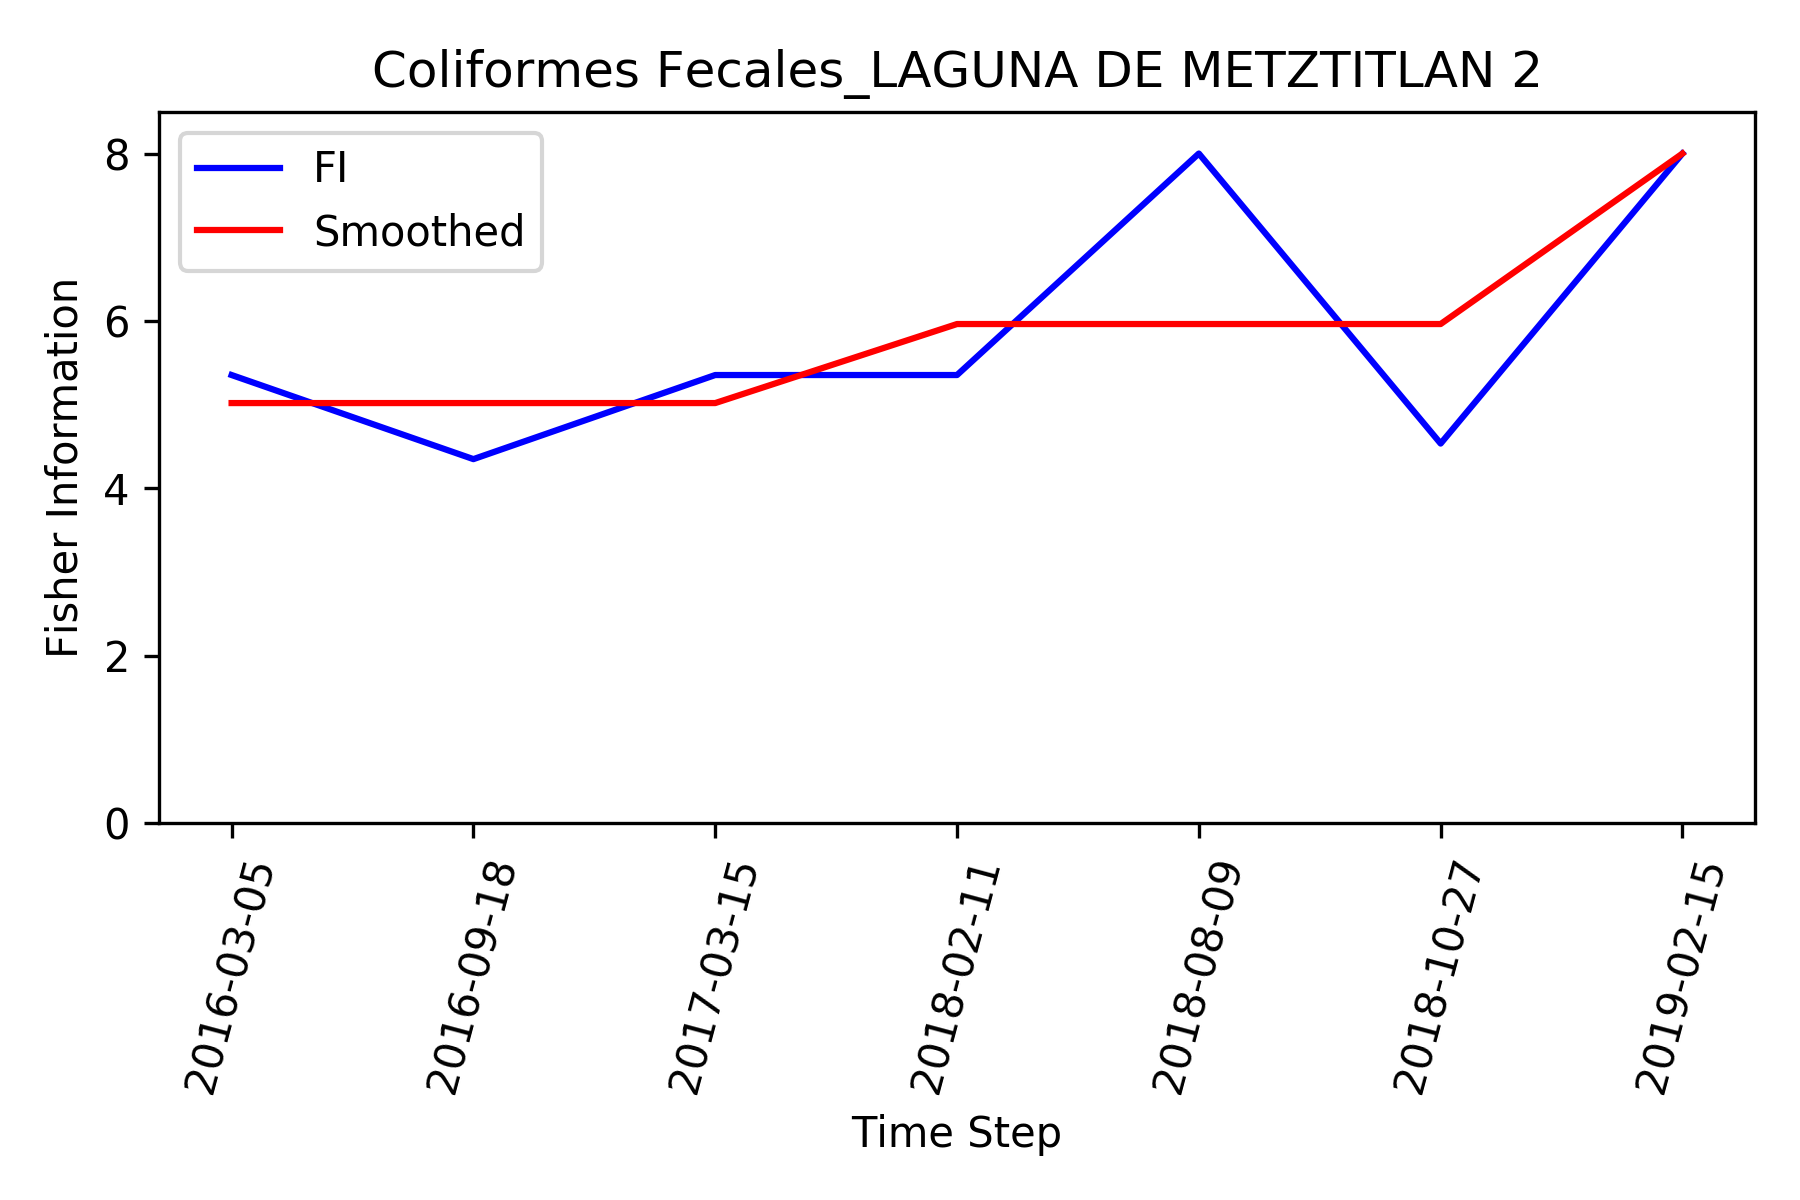 Coliformes Fecales_LAGUNA DE METZTITLAN 2
FI
Smoothed
Fisher Information
8
6
4
2
0
2016-03-05
2016-09-18
2017-03-15
2018-02-11
2018-08-09
2018-10-27
2019-02-15
Time Step